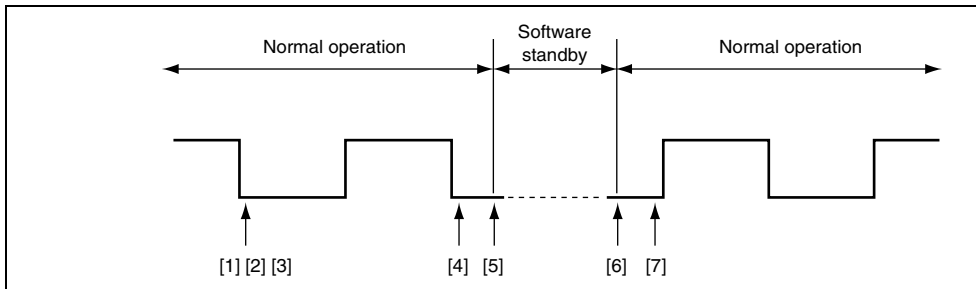 Normal operation
Software
standby
Normal operation
[1] [2] [3]
[4]
[5]
[6]
[7]